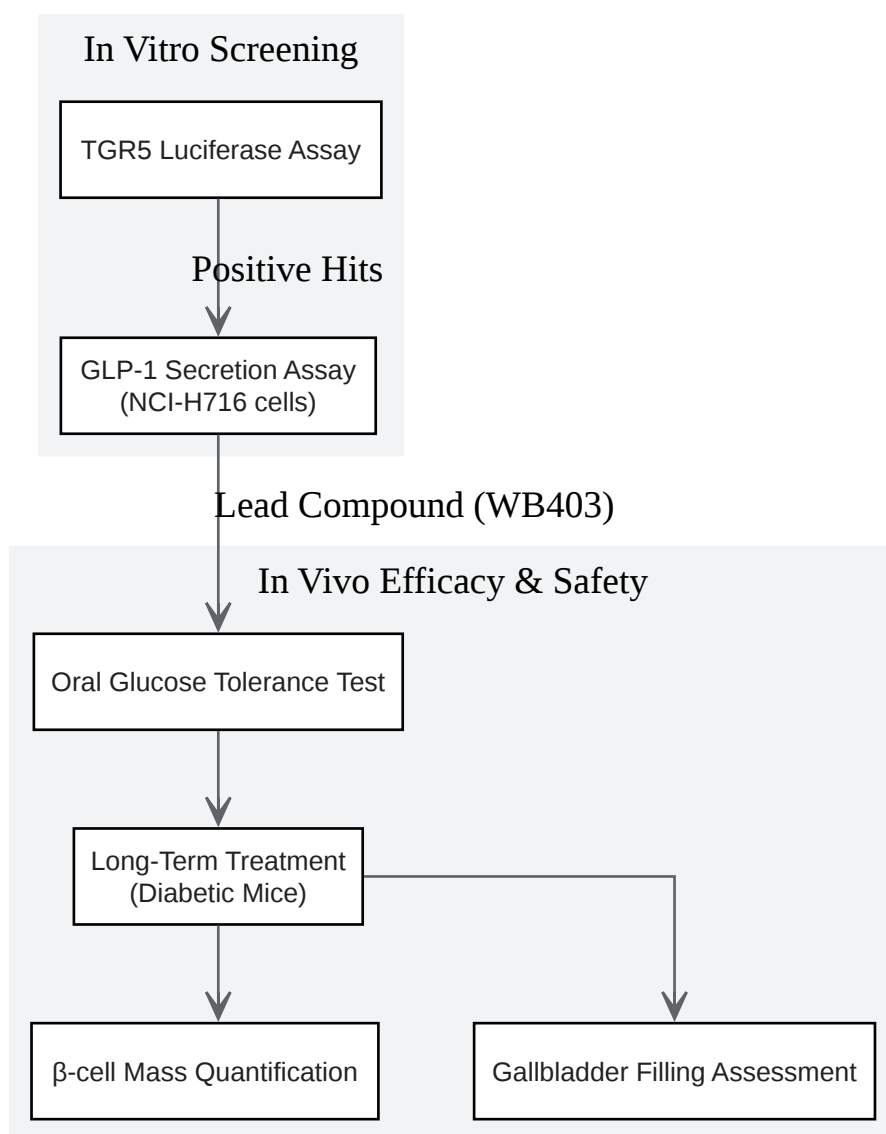 In Vitro Screening
TGR5 Luciferase Assay
Positive Hits
GLP-1 Secretion Assay
(NCI-H716 cells)
Lead Compound (WB403)
In Vivo Efficacy & Safety
Oral Glucose Tolerance Test
Long-Term Treatment
(Diabetic Mice)
β-cell Mass Quantification
Gallbladder Filling Assessment